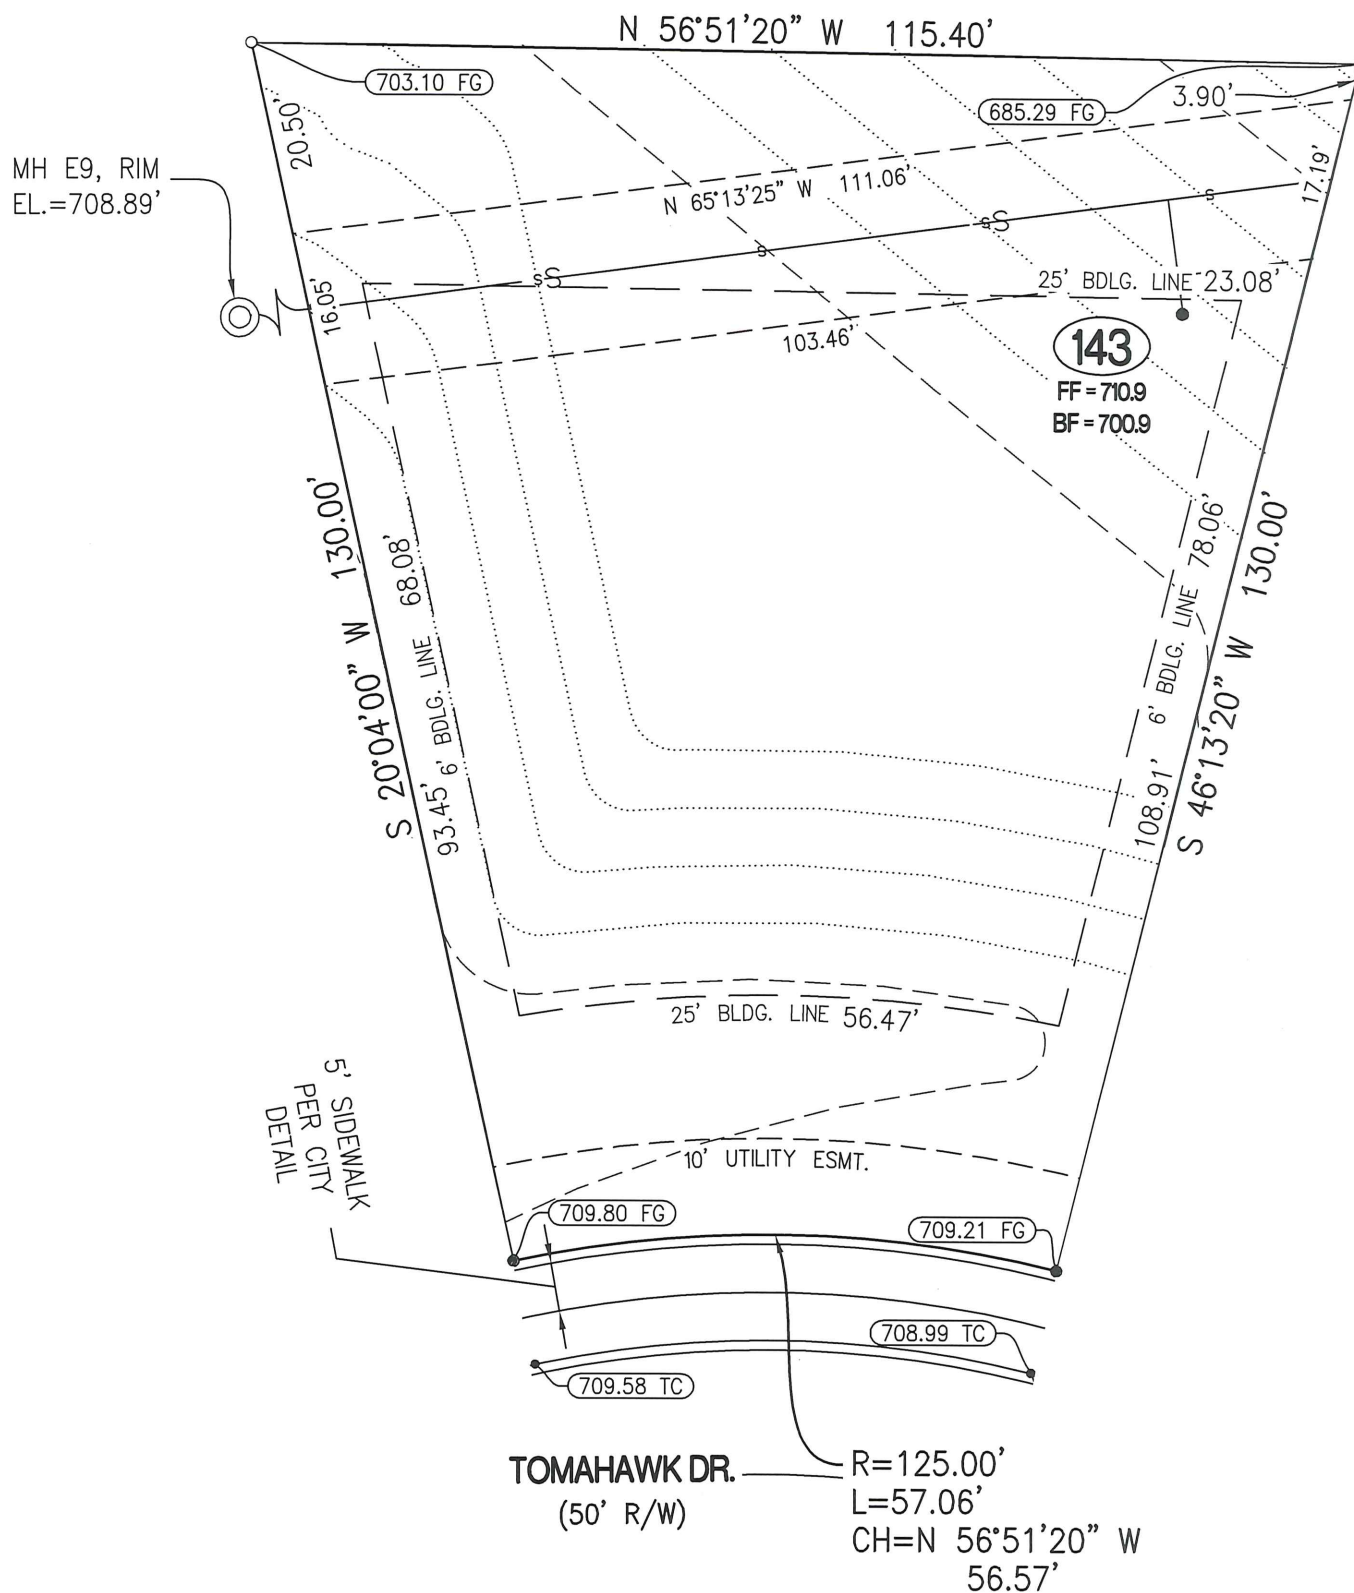 N 56°51'20" W 115.40'
703.10 FG
685.29 FG
3.90'
20.50'
17.19'
MH E9, RIM
EL.=708.89'
N 65°13'25" W 111.06'
S
S
S
S
S
S
16.05'
25' BDLG. LINE 23.08'
103.46'
143
FF = 710.9
BF = 700.9
S 20°04'00" W 130.00'
93.45' 6' BDLG. LINE 68.08'
108.91' 6' BDLG. LINE 78.06'
S 46°13'20" W 130.00'
25' BLDG. LINE 56.47'
5' SIDEWALK
PER CITY
DETAIL
10' UTILITY ESMT.
709.80 FG
709.21 FG
708.99 TC
709.58 TC
TOMAHAWK DR.
(50' R/W)
R=125.00'
L=57.06'
CH=N 56°51'20" W
56.57'